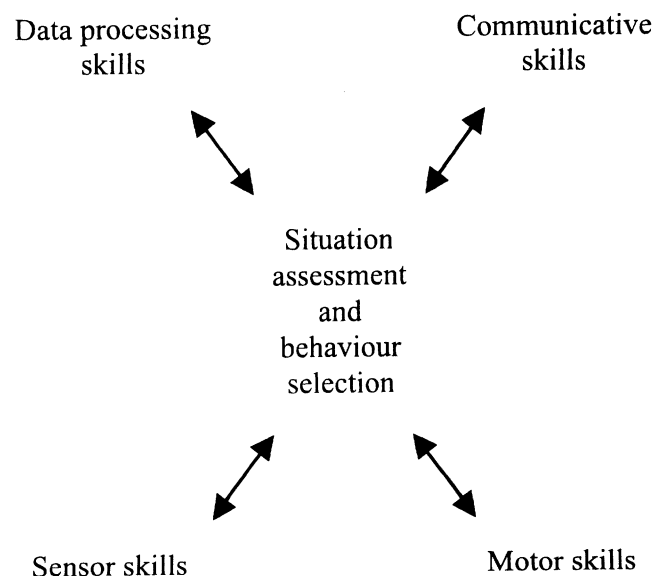 Data processing
skills
Communicative
skills
Situation
assessment
and
behaviour
selection
Sensor skills
Motor skills